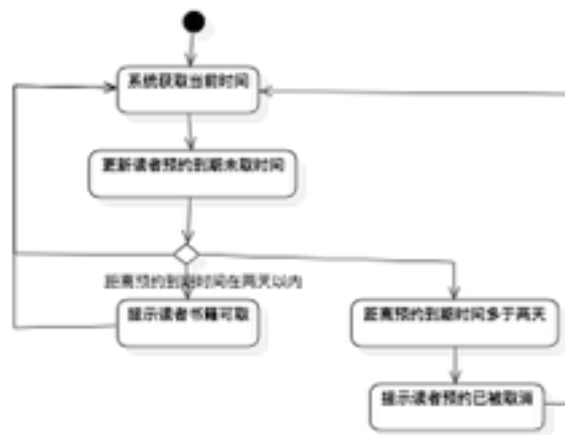 系统获取当前时间
更新读者预约到期未取时间
距离预约到期时间在两天以内
提示读者书籍可取
距离预约到期时间多于两天
提示读者预约已被取消